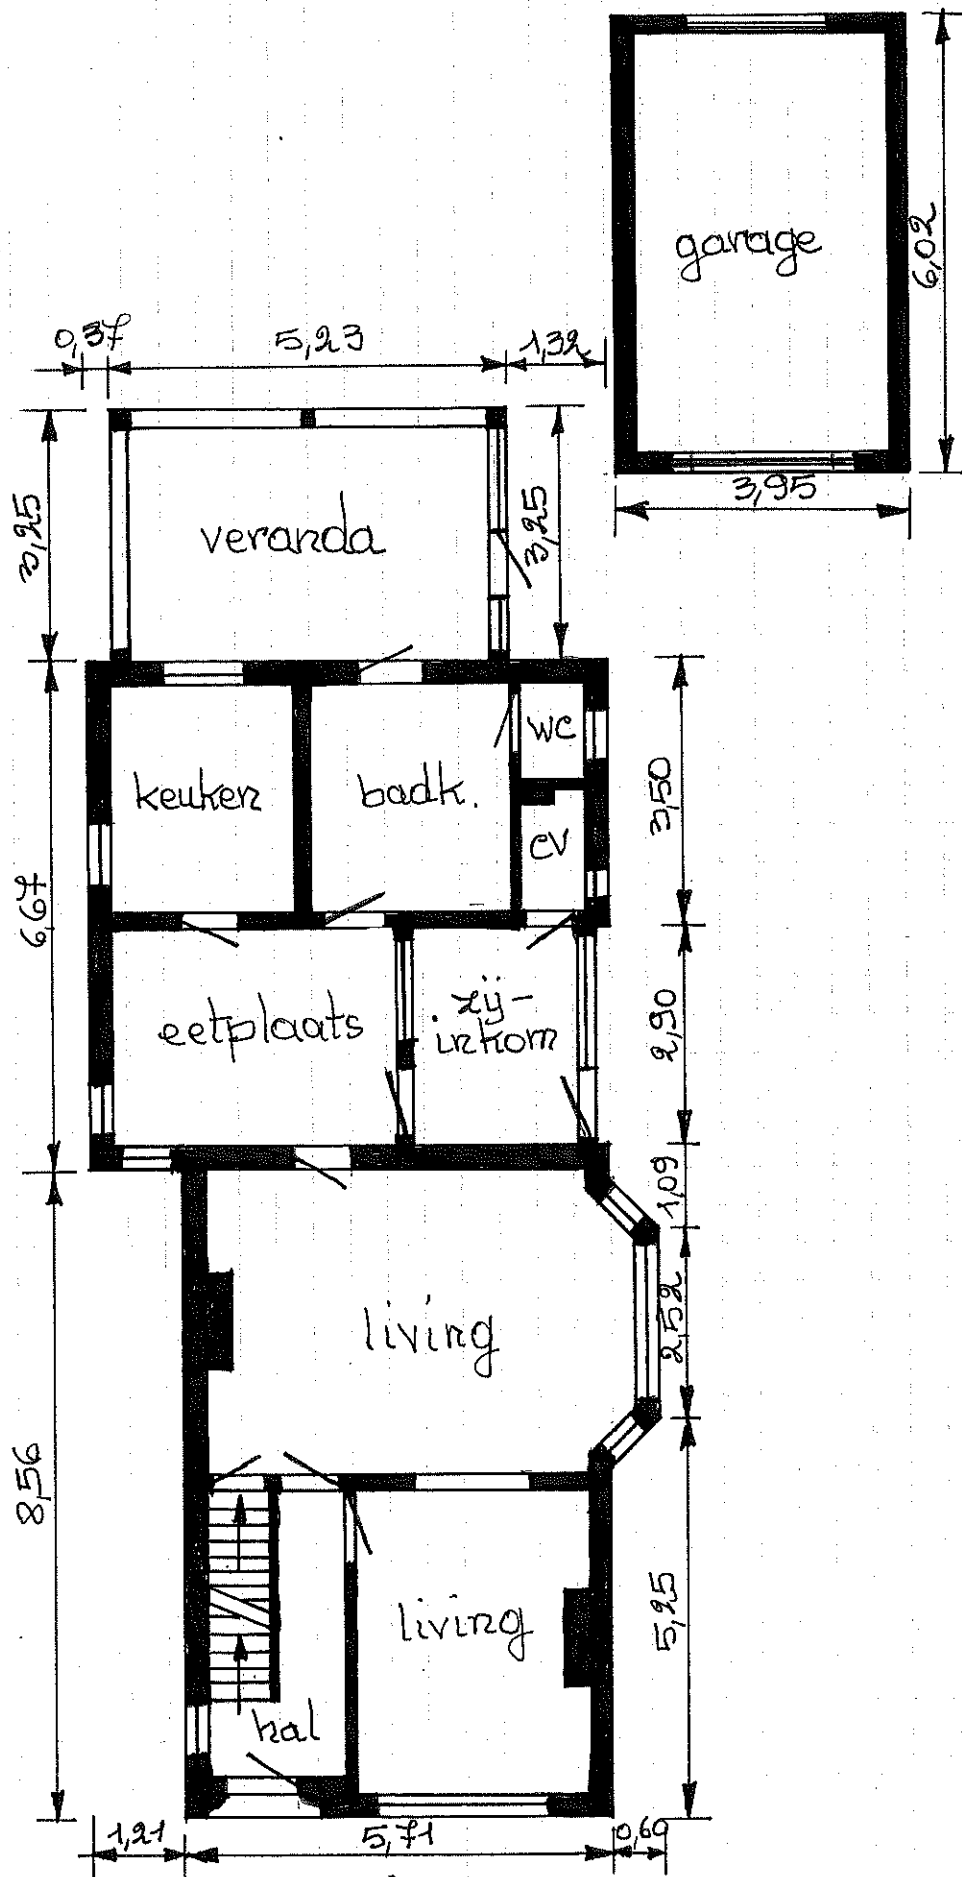 garage
6,02
3,95
0,37
5,23
1,32
3,25
veranda
3,25
keuken
badk.
wc
cv
3,50
6,67
eetplaats
zij-
inkom
2,90
1,09
living
2,52
8,56
living
5,25
hal
1,21
5,71
0,60